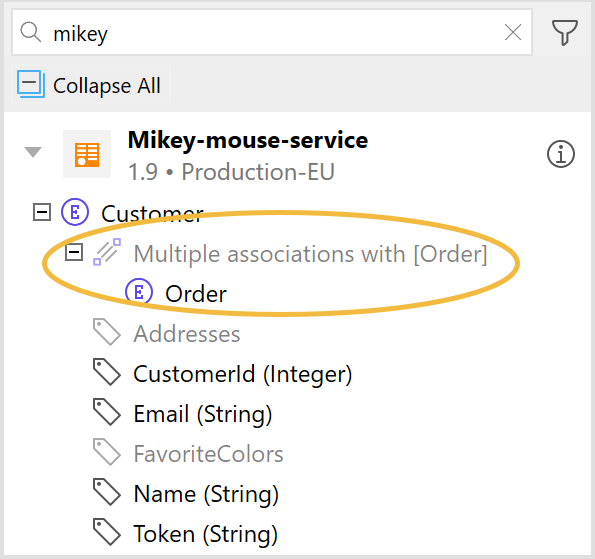 mikey
Collapse All
Mikey-mouse-service
1.9 • Production-EU
Customer
Multiple associations with [Order]
Order
Addresses
CustomerId (Integer)
Email (String)
FavoriteColors
Name (String)
Token (String)